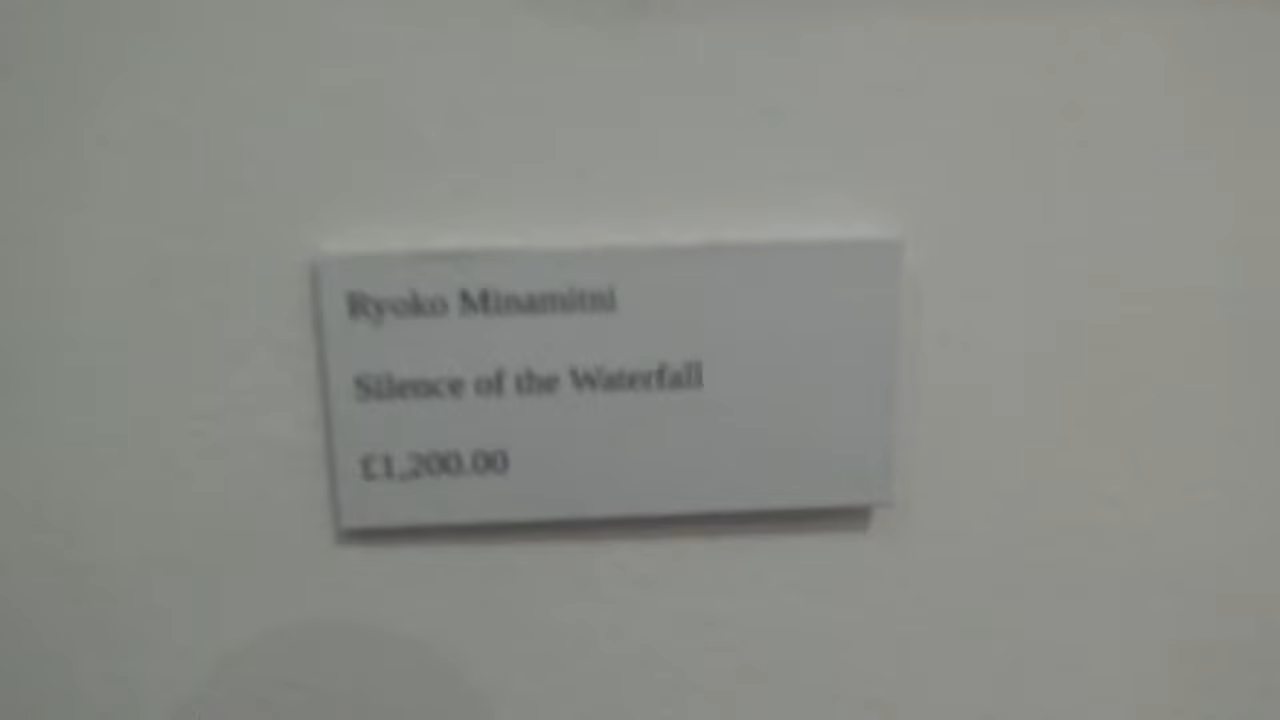 Ryoko Minamitni
Silence of the Waterfall
£1,200.00